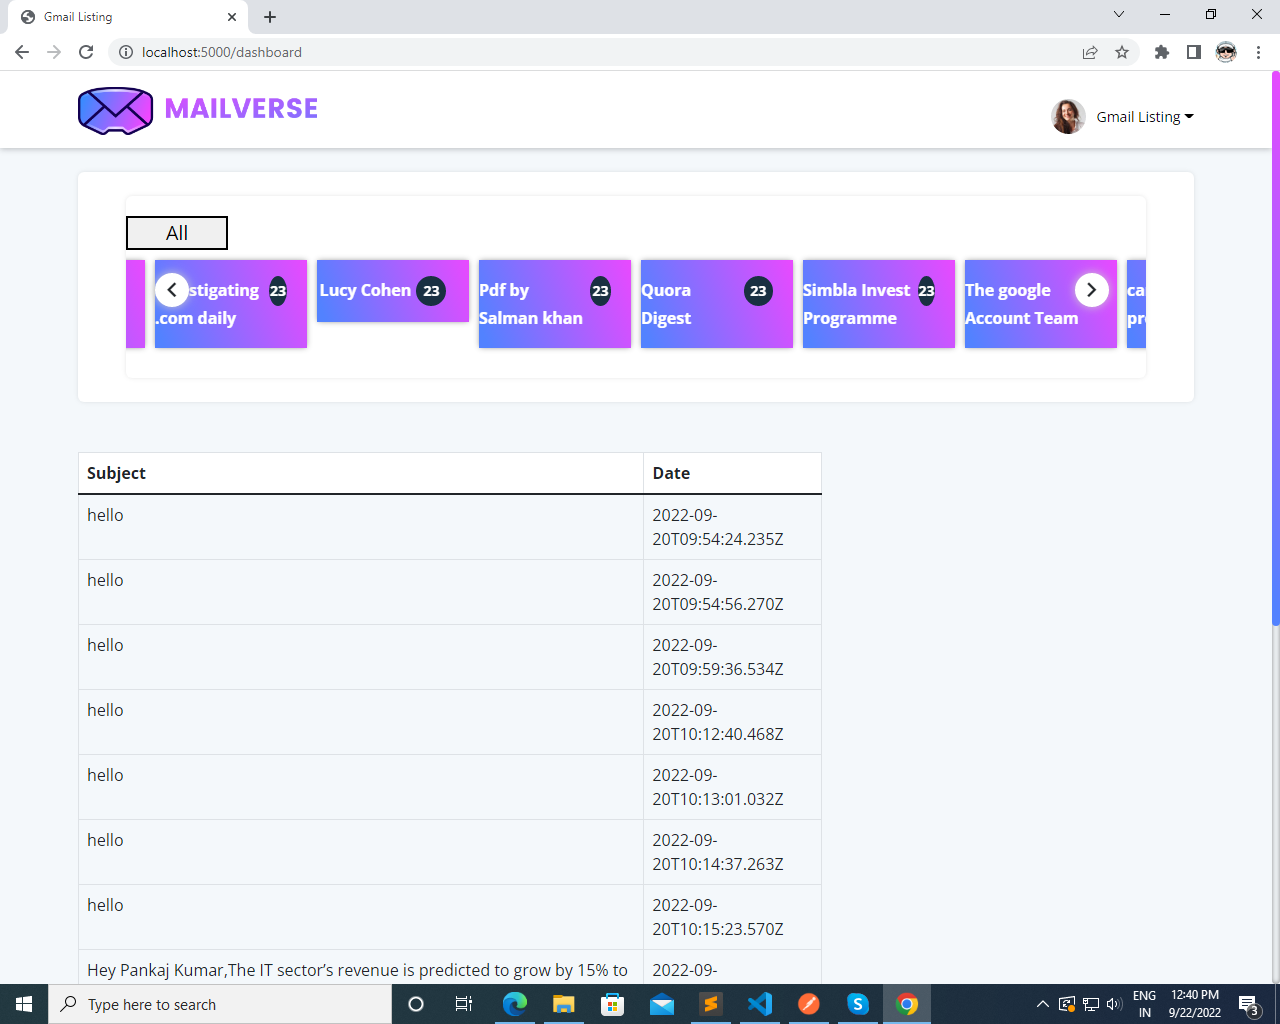 Gmail Listing
localhost:5000/dashboard
MAILVERSE
Gmail Listing
All
stigating 23
.com daily
Lucy Cohen 23
Pdf by 23
Salman khan
Quora 23
Digest
Simbla Invest 23
Programme
The google
Account Team
ca
pr
Subject Date
hello 2022-09-
20T09:54:24.235Z
hello 2022-09-
20T09:54:56.270Z
hello 2022-09-
20T09:59:36.534Z
hello 2022-09-
20T10:12:40.468Z
hello 2022-09-
20T10:13:01.032Z
hello 2022-09-
20T10:14:37.263Z
hello 2022-09-
20T10:15:23.570Z
Hey Pankaj Kumar,The IT sector’s revenue is predicted to grow by 15% to 2022-09-
Type here to search
ENG
IN
12:40 PM
9/22/2022
3